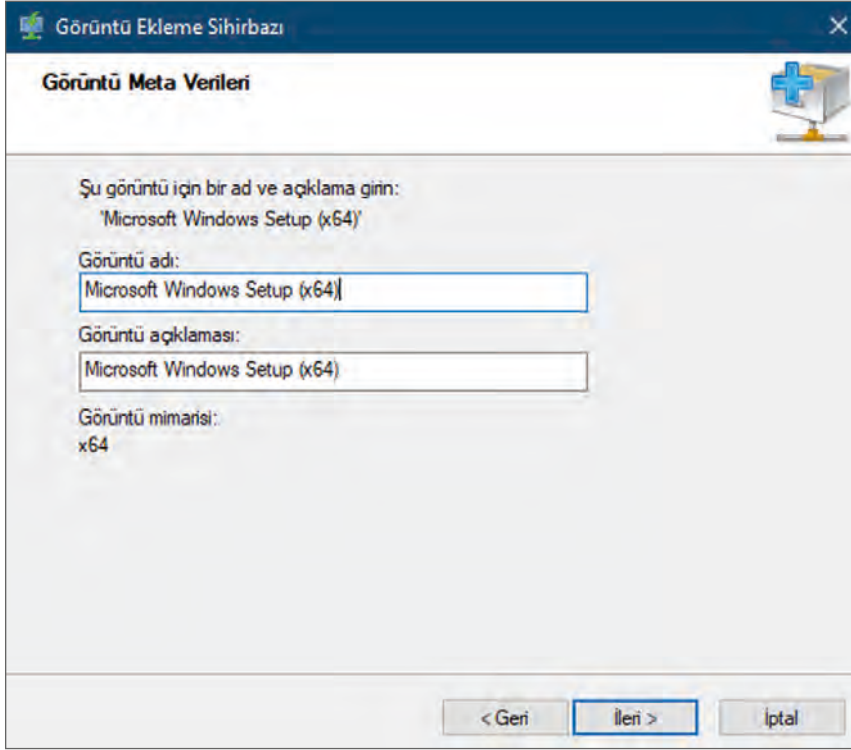 Görüntü Ekleme Sihirbazı
Görüntü Meta Verileri
Şu görüntü için bir ad ve açıklama girin:
'Microsoft Windows Setup (x64)'
Görüntü adı:
Microsoft Windows Setup (x64)
Görüntü açıklaması:
Microsoft Windows Setup (x64)
Görüntü mimarisi:
x64
< Geri İleri > İptal